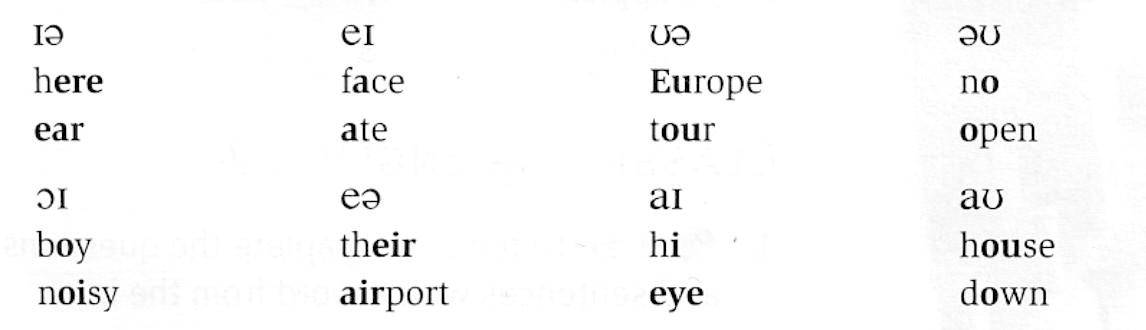 ɪə eɪ ʊə əʊ
here face Europe no
ear ate tour open
ɔɪ eə aɪ aʊ
boy their hi house
noisy airport eye down